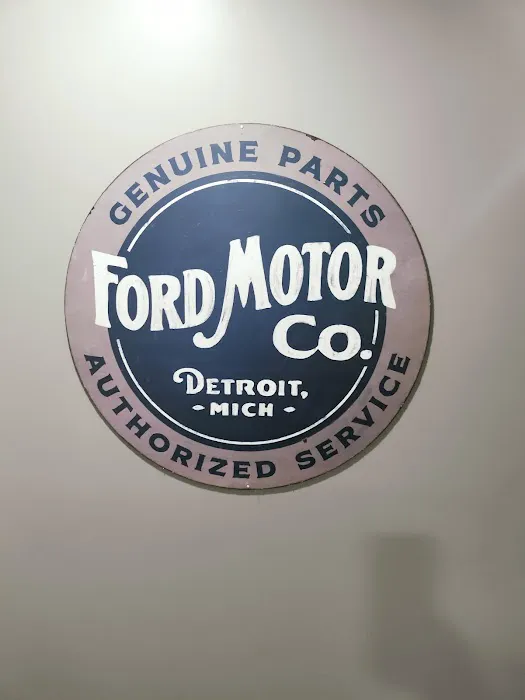 GENUINE PARTS
FORD MOTOR
CO.
DETROIT,
- MICH -
AUTHORIZED SERVICE